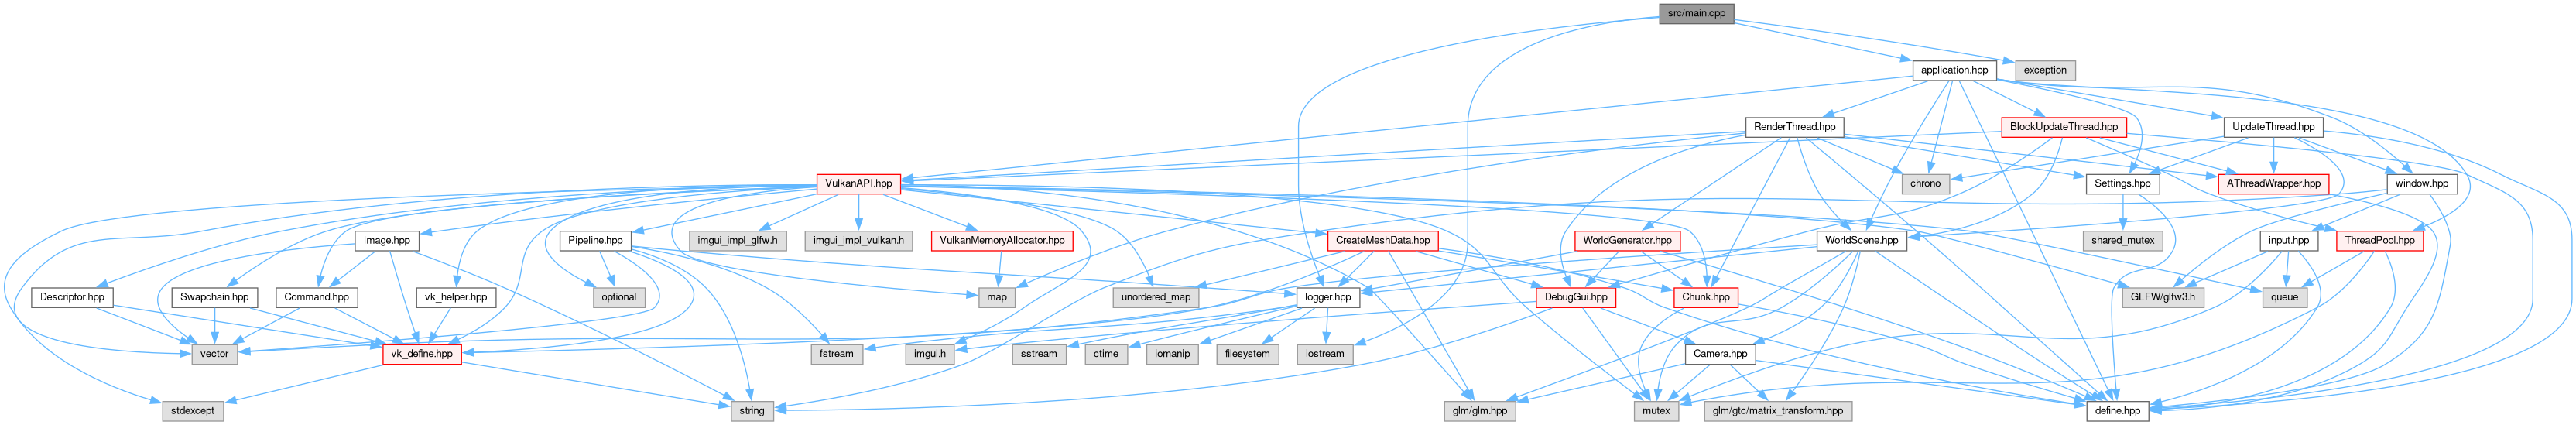 src/main.cpp
application.hpp
exception
RenderThread.hpp
BlockUpdateThread.hpp
UpdateThread.hpp
VulkanAPI.hpp
chrono
Settings.hpp
AThreadWrapper.hpp
window.hpp
Image.hpp
Pipeline.hpp
imgui_impl_glfw.h
imgui_impl_vulkan.h
VulkanMemoryAllocator.hpp
CreateMeshData.hpp
WorldGenerator.hpp
WorldScene.hpp
shared_mutex
input.hpp
ThreadPool.hpp
Descriptor.hpp
Swapchain.hpp
Command.hpp
vk_helper.hpp
optional
map
unordered_map
logger.hpp
DebugGui.hpp
Chunk.hpp
GLFW/glfw3.h
queue
vector
vk_define.hpp
fstream
imgui.h
sstream
ctime
iomanip
filesystem
iostream
Camera.hpp
stdexcept
string
glm/glm.hpp
mutex
glm/gtc/matrix_transform.hpp
define.hpp